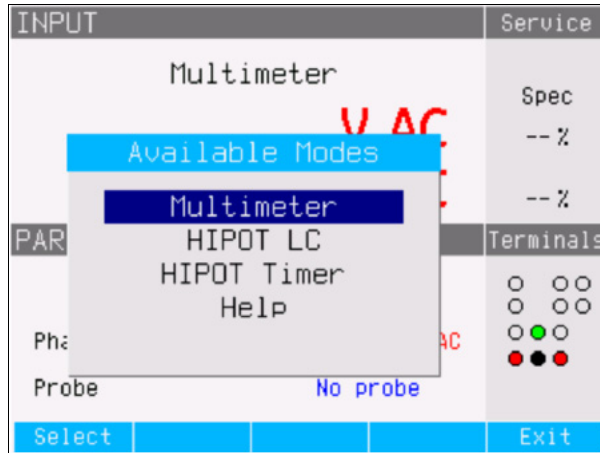 INPUT
Service
Multimeter
Spec
V AC
-- %
Available Modes
Multimeter
-- %
HIPOT LC
PAR
Terminals
HIPOT Timer
Help
Pha
AC
Probe
No probe
Select
Exit